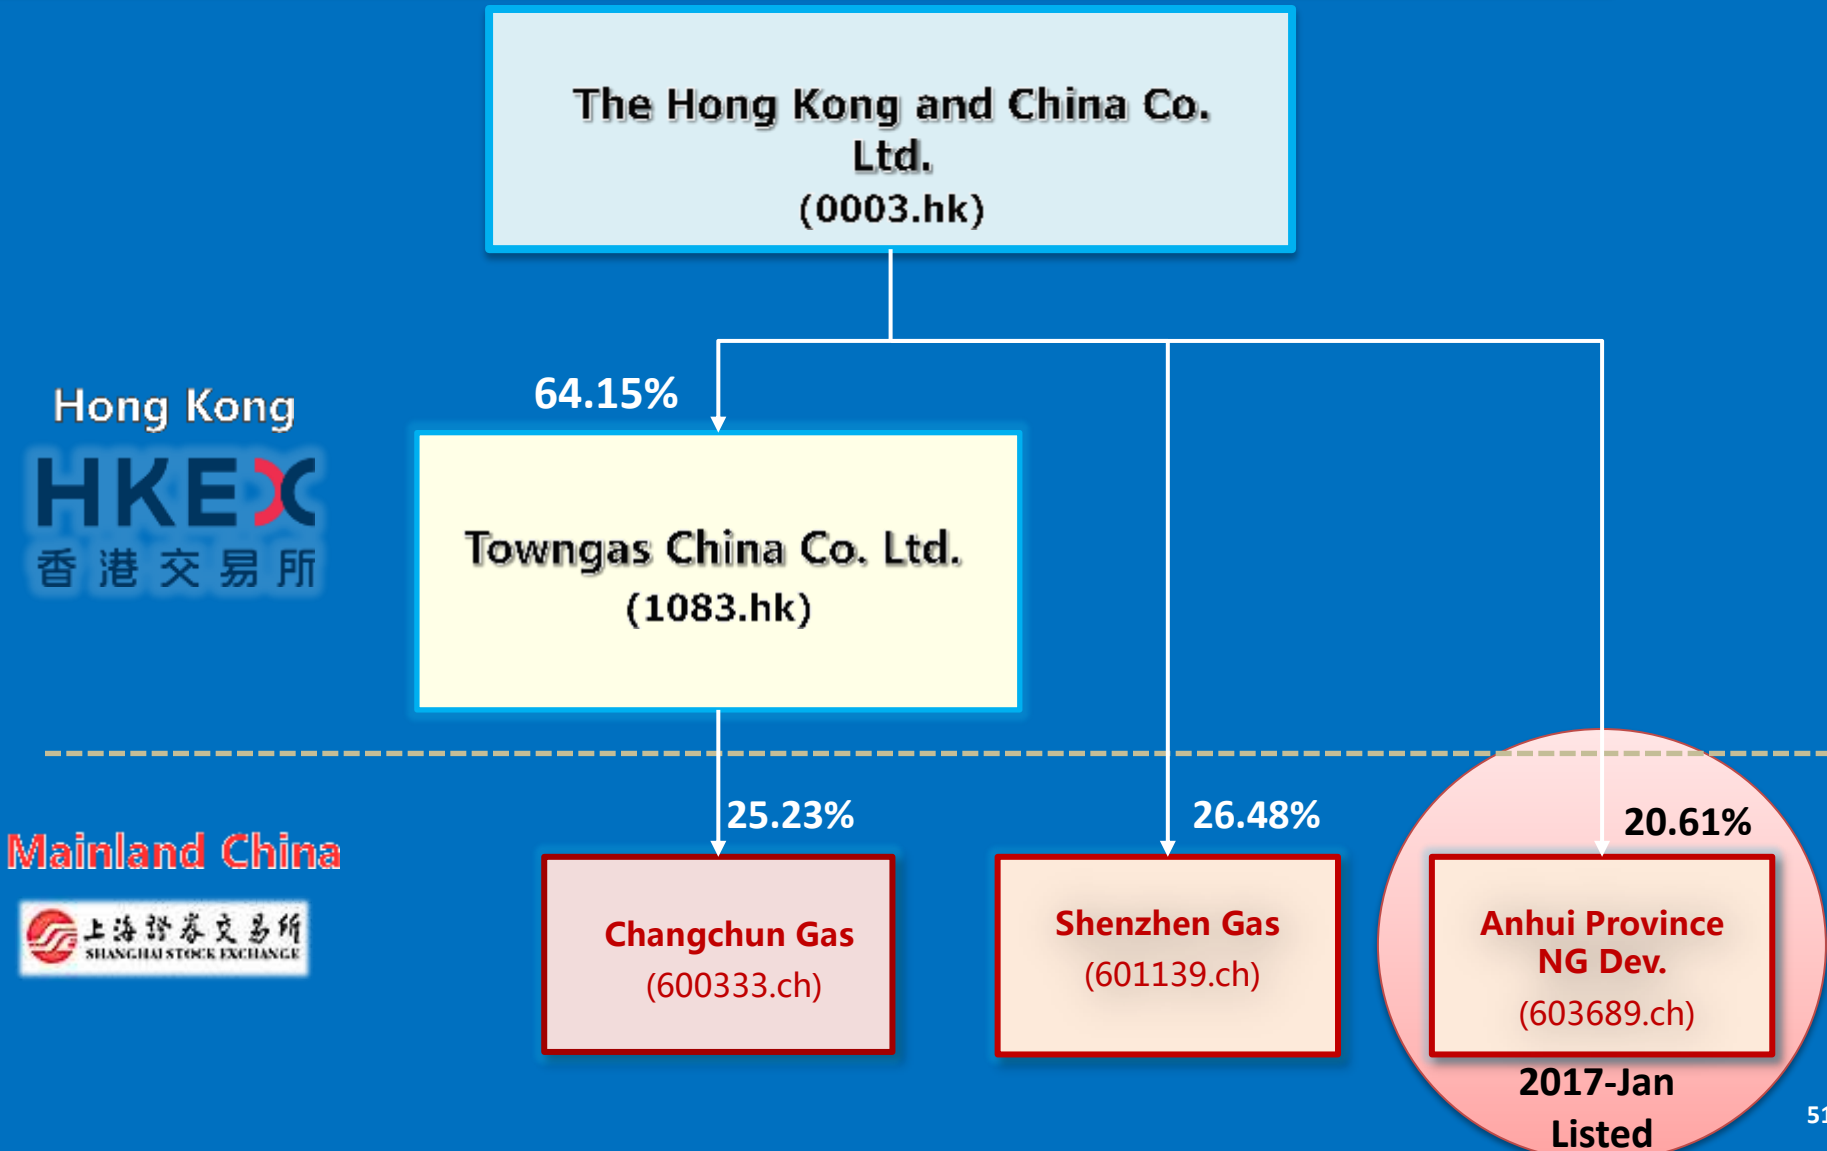 The Hong Kong and China Co.
Ltd.
(0003.hk)
64.15%
Hong Kong
HKEX
香港交易所
Towngas China Co. Ltd.
(1083.hk)
25.23%
26.48%
20.61%
Mainland China
上海證券交易所
SHANGHAI STOCK EXCHANGE
Changchun Gas
(600333.ch)
Shenzhen Gas
(601139.ch)
Anhui Province
NG Dev.
(603689.ch)
2017-Jan
Listed
51